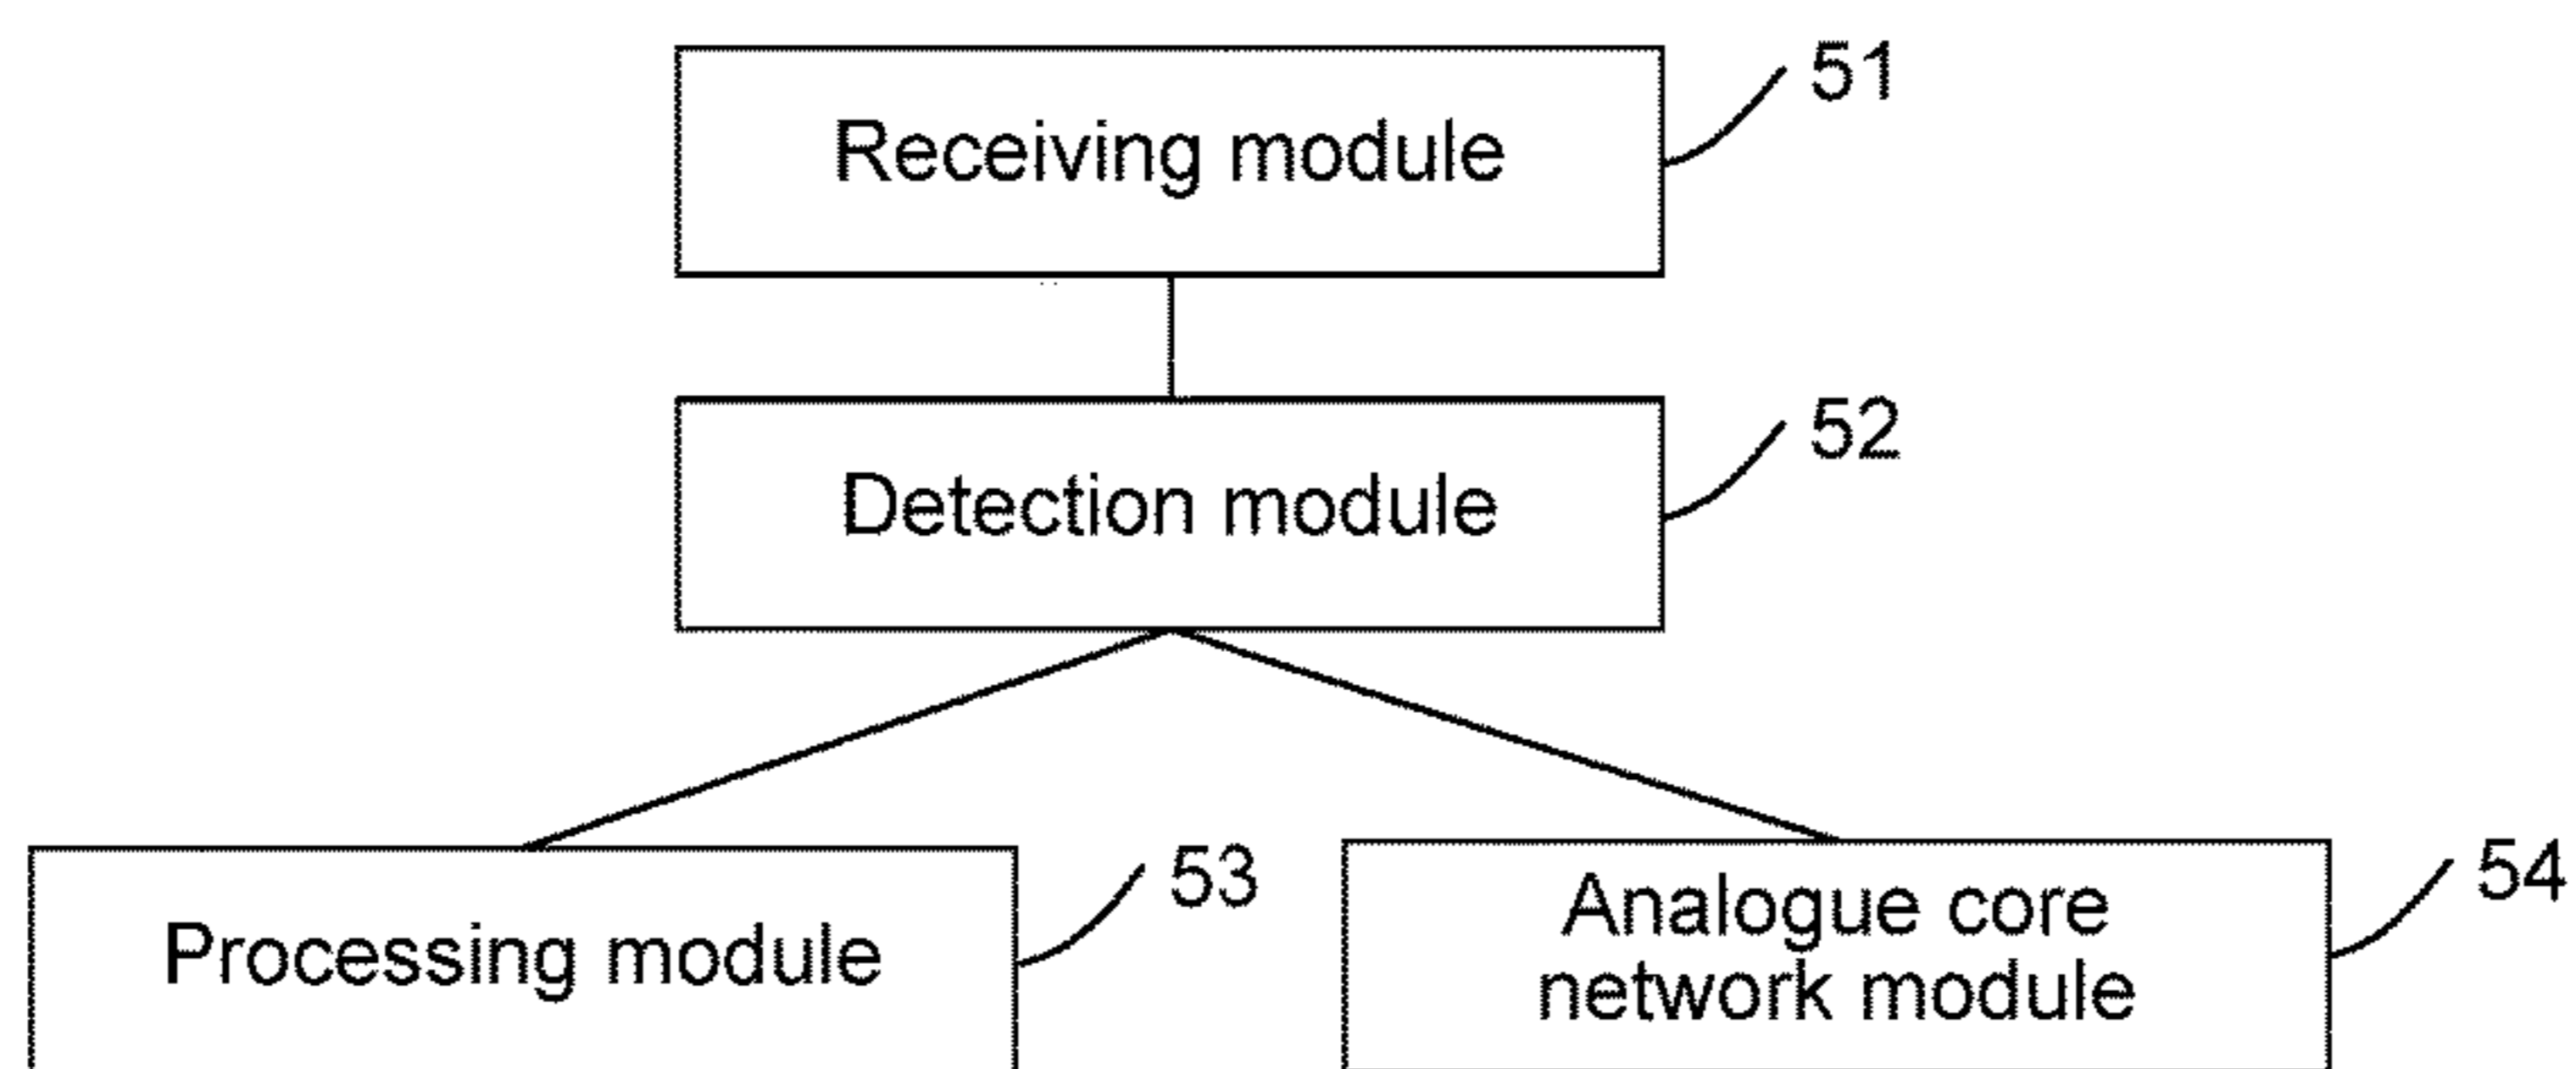 51
Receiving module
52
Detection module
53
Processing module
54
Analogue core
network module